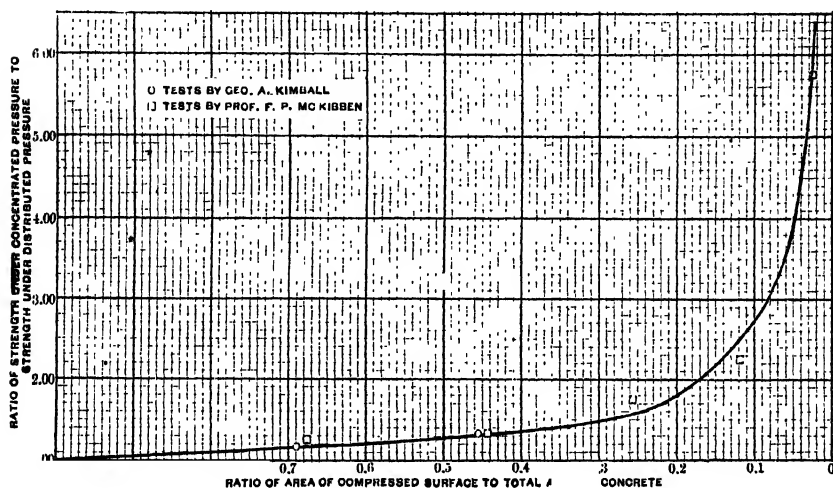 RATIO OF STRENGTH UNDER CONCENTRATED PRESSURE TO
STRENGTH UNDER DISTRIBUTED PRESSURE
6.00
5.00
4.00
3.00
2.00
.00
O TESTS BY GEO. A. KIMBALL
TESTS BY PROF. F. P. MC KIBBEN
0.7 0.6 0.5 0.4 .3 0.2 0.1 0
RATIO OF AREA OF COMPRESSED SURFACE TO TOTAL A CONCRETE